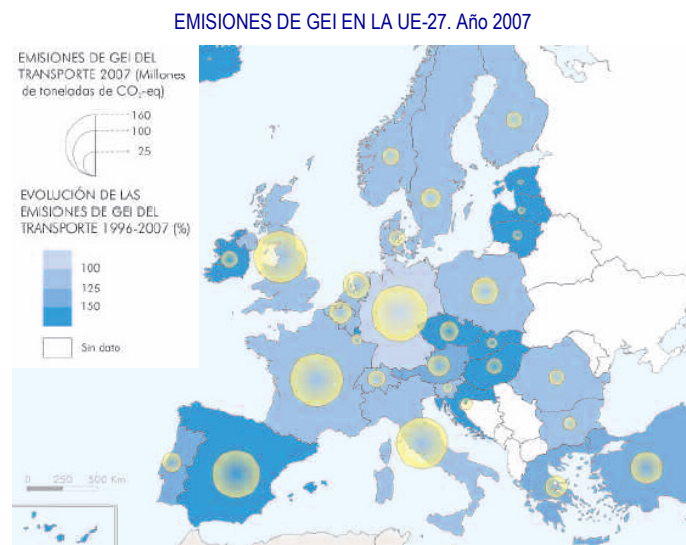 EMISIONES DE GEI EN LA UE-27. Año 2007
EMISIONES DE GEI DEL
TRANSPORTE 2007 (Millones
de toneladas de CO₂-eq)
160
100
25
EVOLUCIÓN DE LAS
EMISIONES DE GEI DEL
TRANSPORTE 1996-2007 (%)
100
125
150
Sin dato
0 250 500 Km